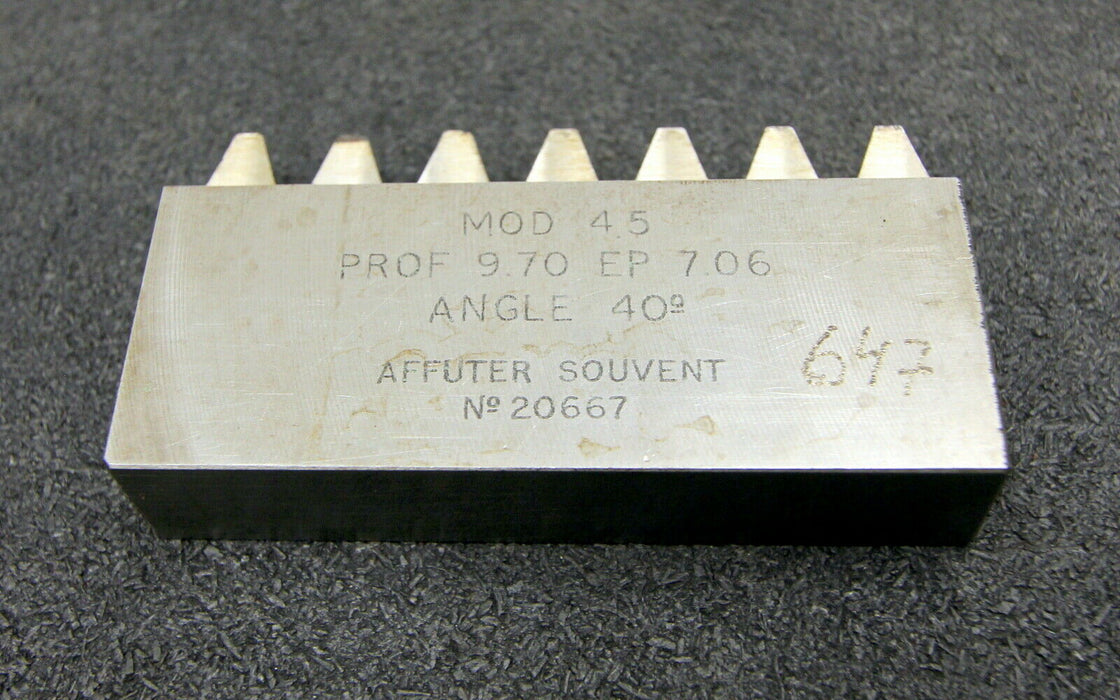 MOD 4.5
PROF 9.70 EP 7.06
ANGLE 40º
AFFUTER SOUVENT
Nº 20667
647